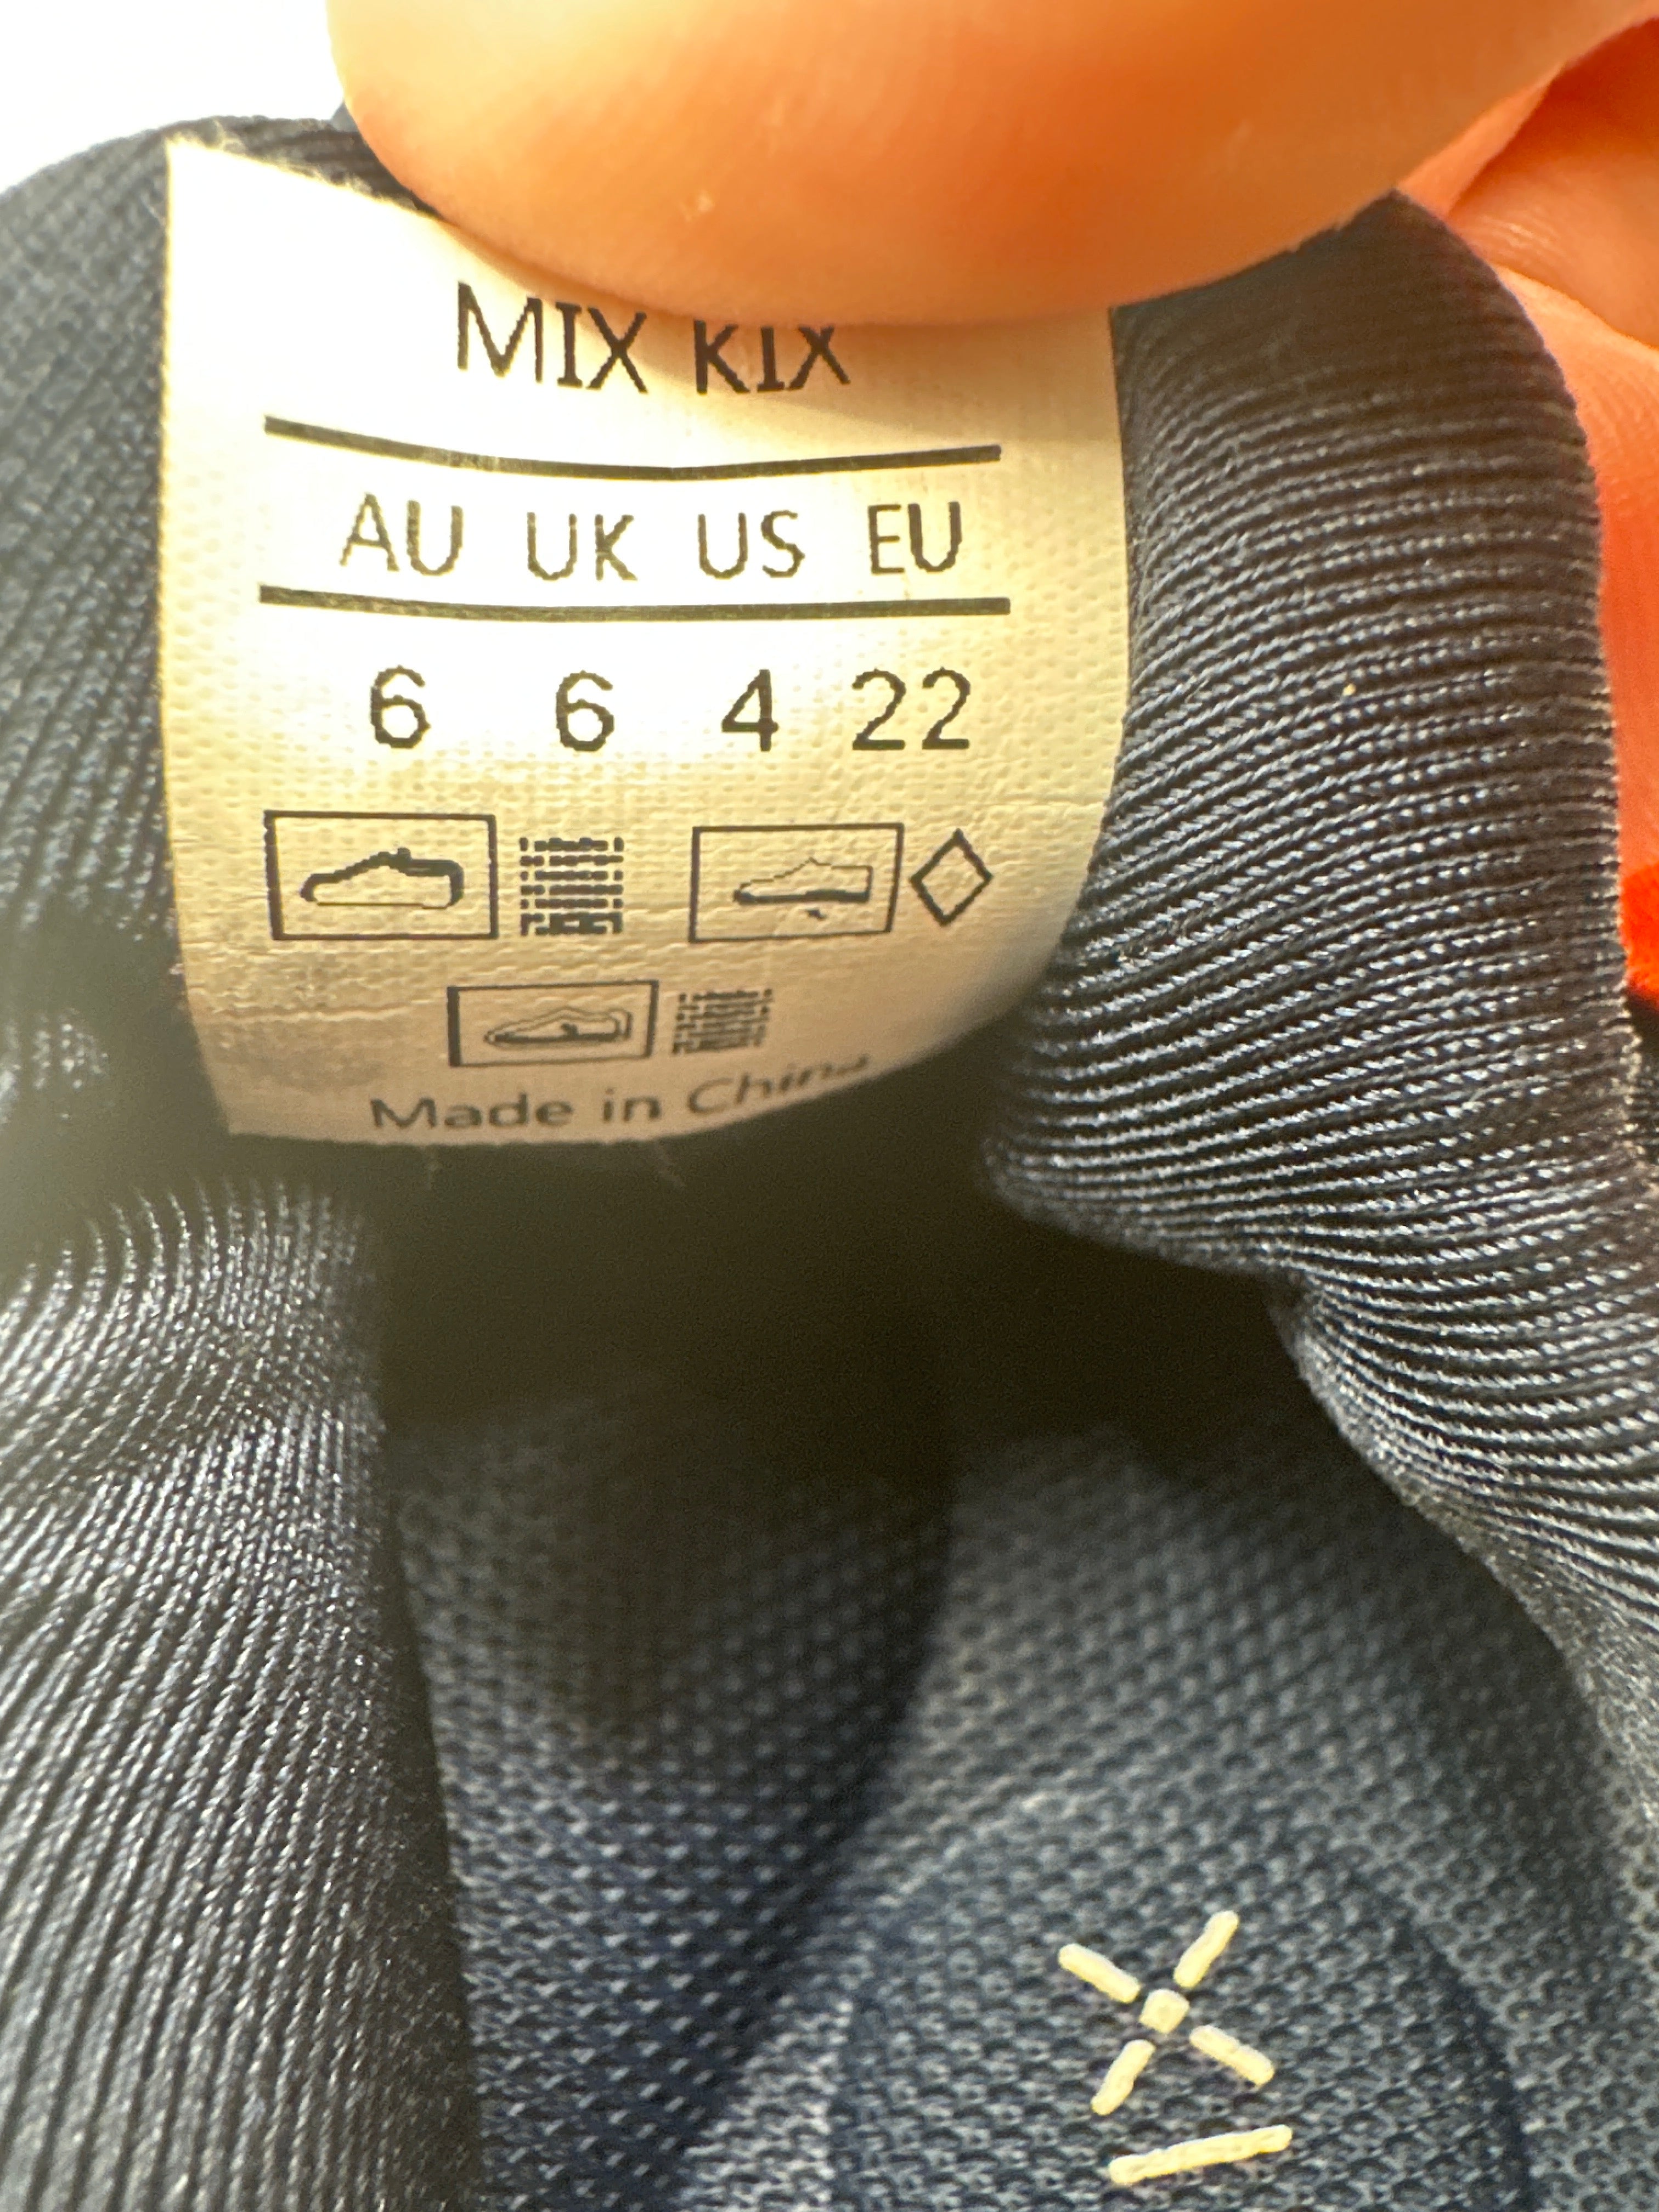 MIX KIX
AU UK US EU
6 6 4 22
Made in China